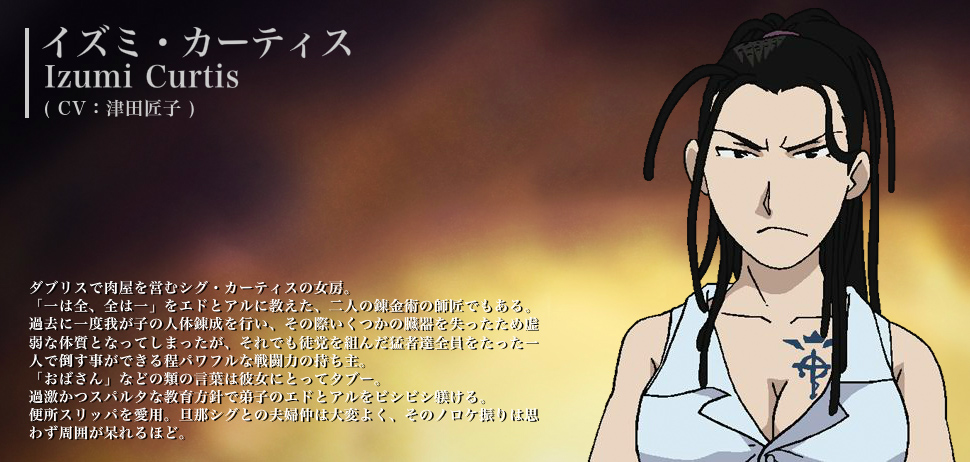 イズミ・カーティス
Izumi Curtis
( CV：津田匠子 )
ダブリスで肉屋を営むシグ・カーティスの女房。
「一は全、全は一」をエドとアルに教えた、二人の錬金術の師匠でもある。
過去に一度我が子の人体錬成を行い、その際いくつかの臓器を失ったため虚
弱な体質となってしまったが、それでも徒党を組んだ猛者達全員をたった一
人で倒す事ができる程パワフルな戦闘力の持ち主。
「おばさん」などの類の言葉は彼女にとってタブー。
過激かつスパルタな教育方針で弟子のエドとアルをビシビシ躾ける。
便所スリッパを愛用。旦那シグとの夫婦仲は大変よく、そのノロケ振りは思
わず周囲が呆れるほど。